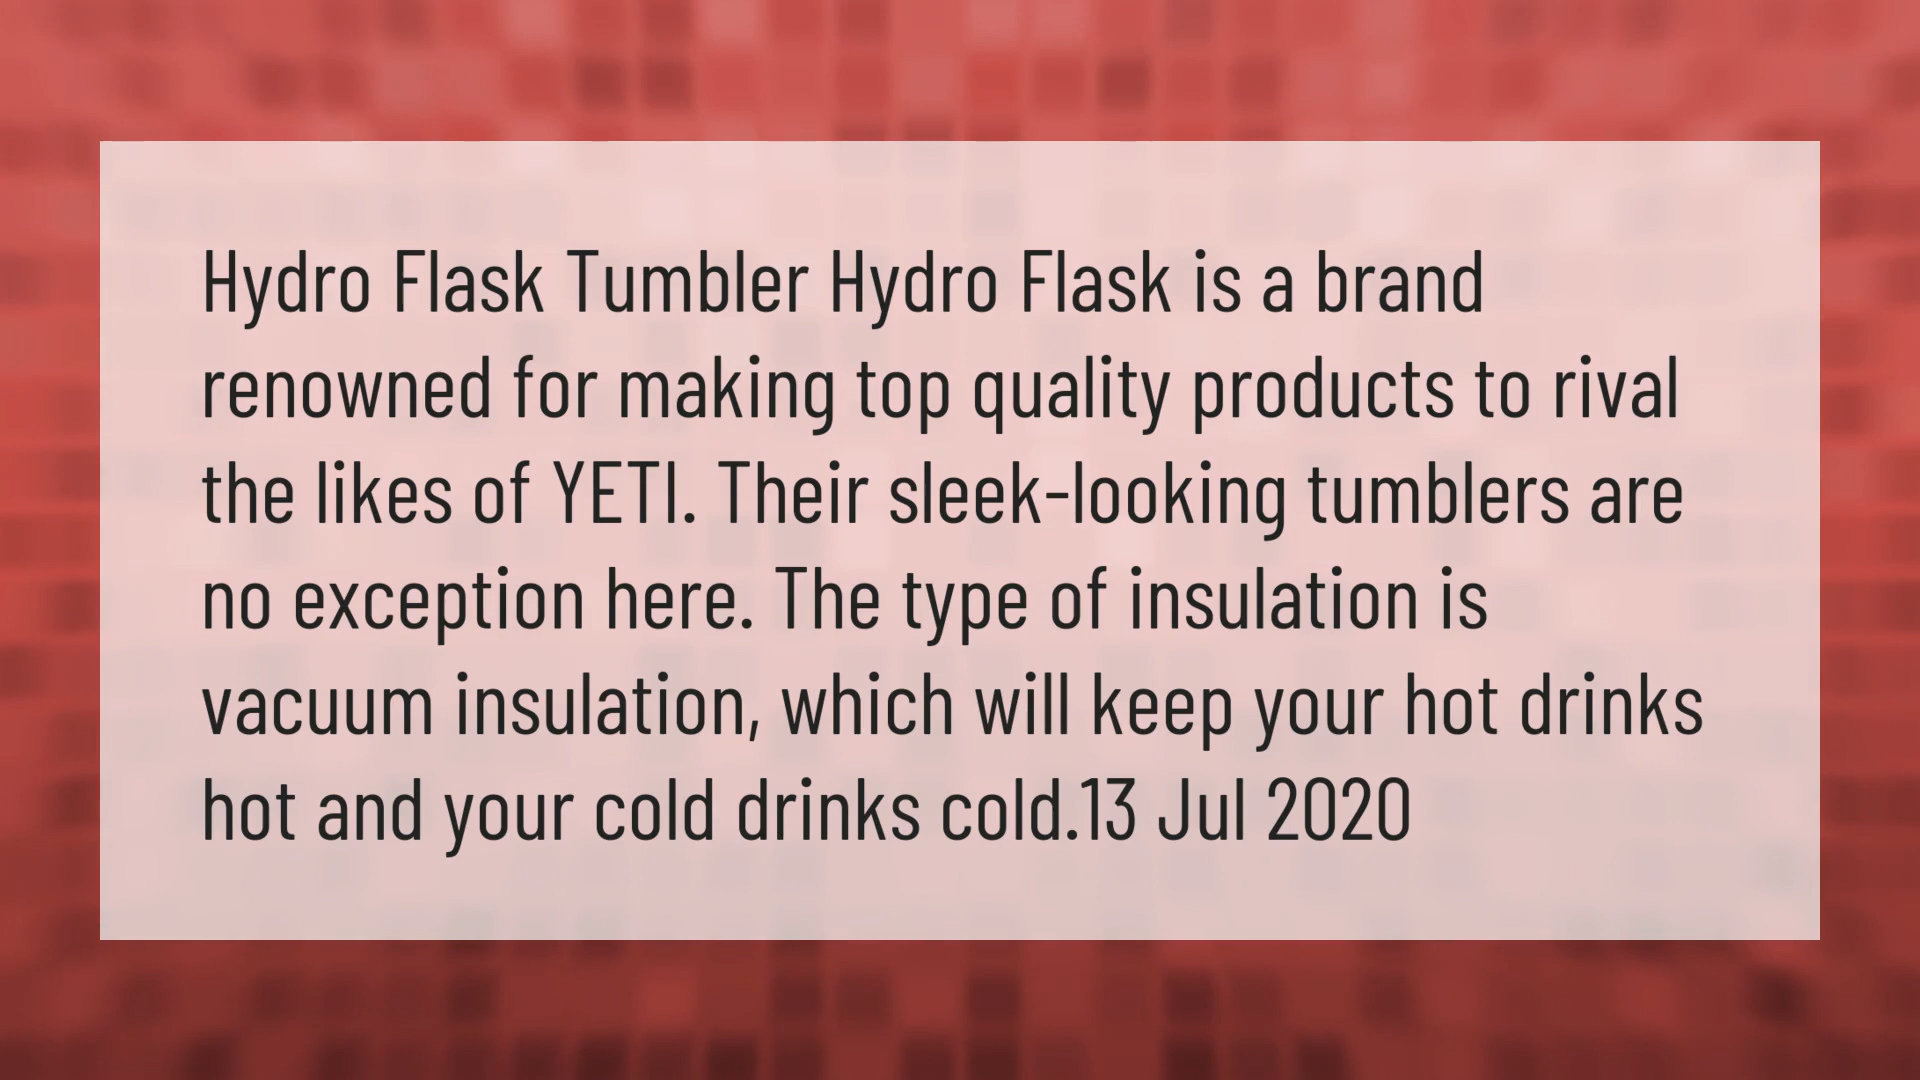 Hydro Flask Tumbler Hydro Flask is a brand
renowned for making top quality products to rival
the likes of YETI. Their sleek-looking tumblers are
no exception here. The type of insulation is
vacuum insulation, which will keep your hot drinks
hot and your cold drinks cold.13 Jul 2020